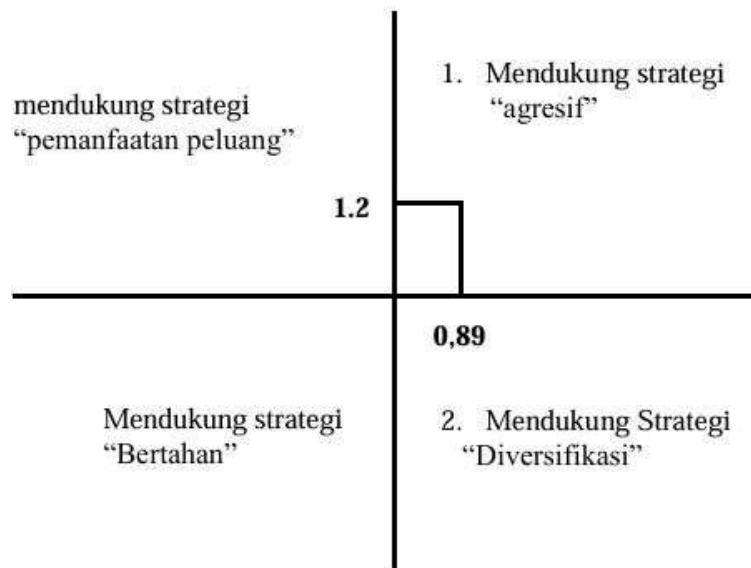 mendukung strategi
“pemanfaatan peluang”
1. Mendukung strategi
“agresif”
1.2
0,89
Mendukung strategi
“Bertahan”
2. Mendukung Strategi
“Diversifikasi”